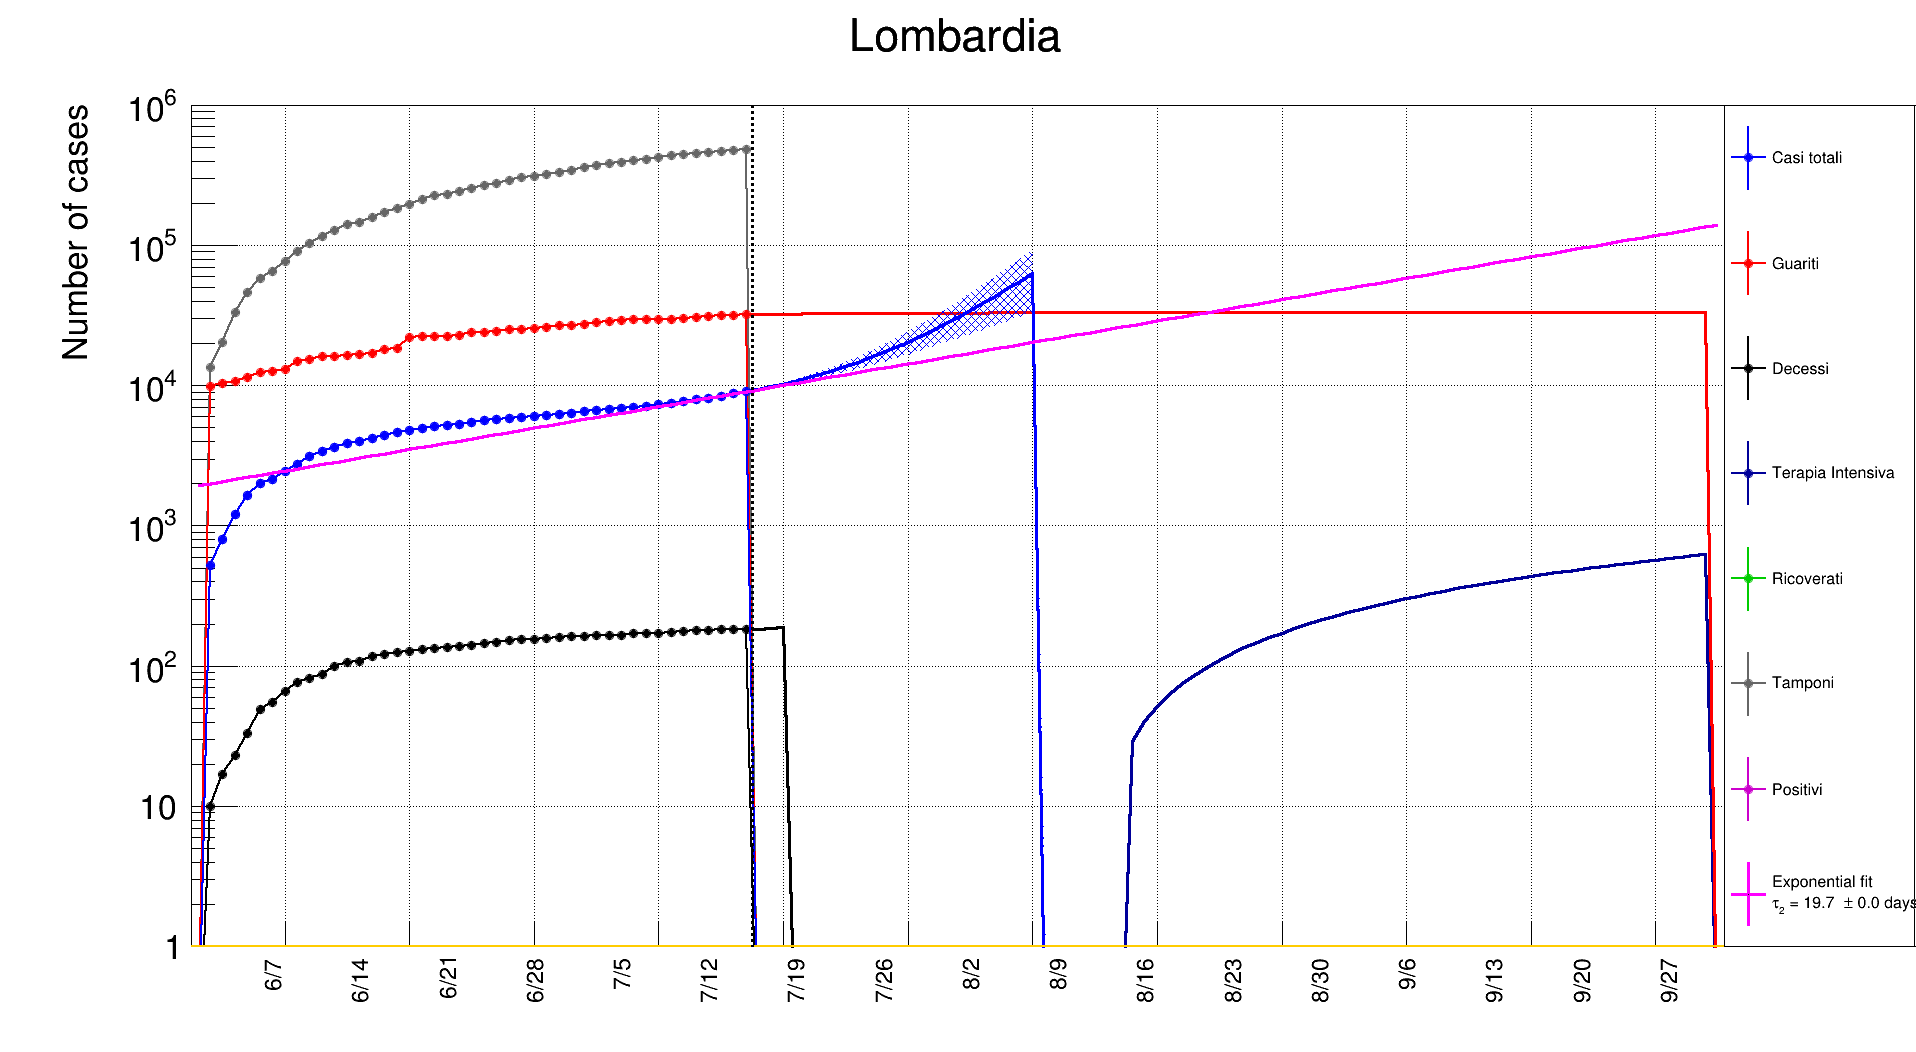 Lombardia
Number of cases
10^6
10^5
10^4
10^3
10^2
10
1
6/7
6/14
6/21
6/28
7/5
7/12
7/19
7/26
8/2
8/9
8/16
8/23
8/30
9/6
9/13
9/20
9/27
Casi totali
Guariti
Decessi
Terapia Intensiva
Ricoverati
Tamponi
Positivi
Exponential fit
τ_2 = 19.7 ± 0.0 days